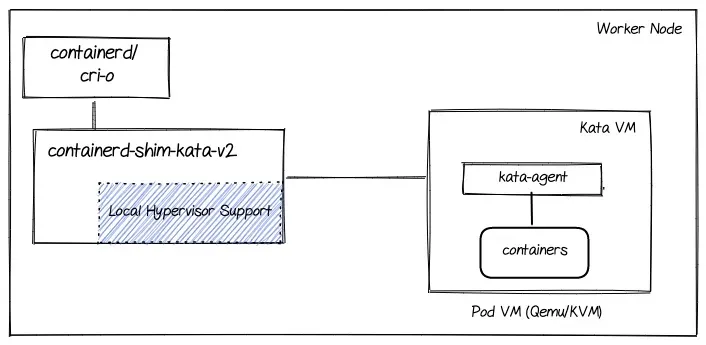 Worker Node
containerd/
cri-o
containerd-shim-kata-v2
Local Hypervisor Support
Kata VM
kata-agent
containers
Pod VM (Qemu/KVM)